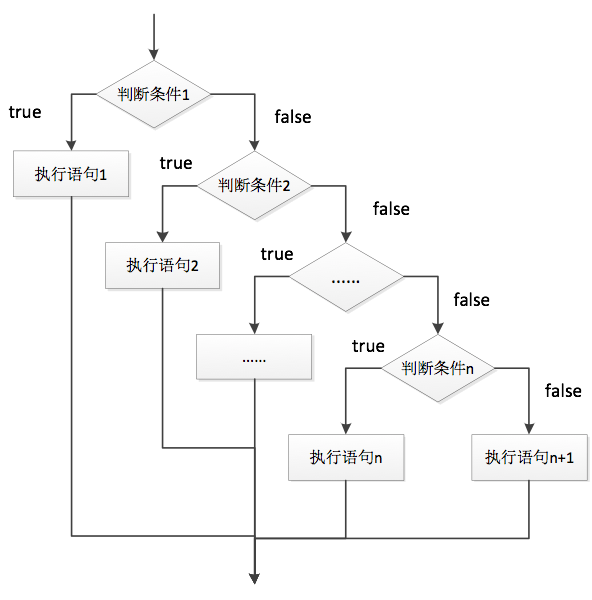 判断条件1
true
false
执行语句1
true
判断条件2
false
执行语句2
true
......
false
......
true
判断条件n
false
执行语句n
执行语句n+1